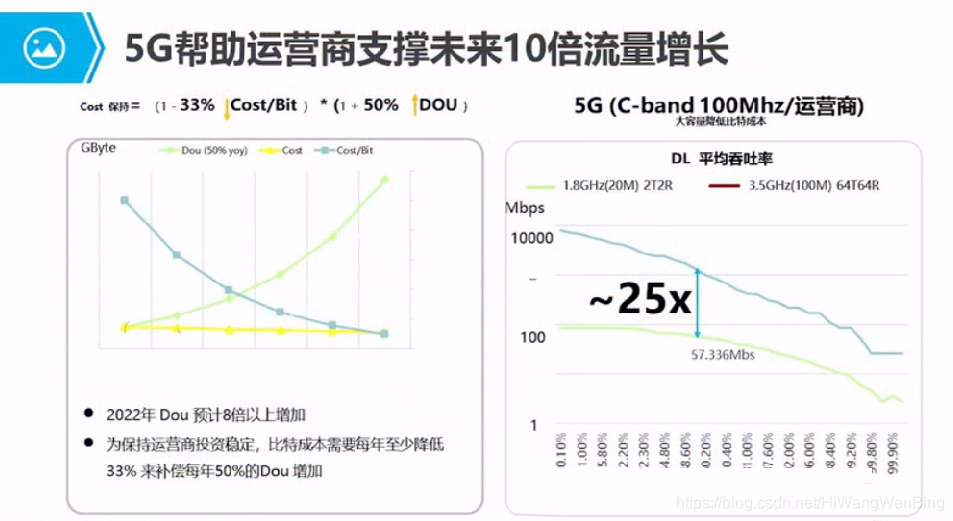 5G帮助运营商支撑未来10倍流量增长
Cost 保持 = (1 - 33% Cost/Bit ) * (1 + 50% DOU )
GByte
Dou (50% yoy) Cost Cost/Bit
2022年 Dou 预计8倍以上增加
为保持运营商投资稳定, 比特成本需要每年至少降低
33% 来补偿每年50%的Dou 增加
5G (C-band 100Mhz/运营商)
大容量降低比特成本
DL 平均吞吐率
1.8GHz(20M) 2T2R 3.5GHz(100M) 64T64R
Mbps
10000
~25x
100
57.336Mbs
1
0.10% 1.00% 5.80% 2.20% 3.30% 4.80% 8.60% 0.20% 0.40% 1.00% 7.60% 2.00% 6.00% 8.40% 9.20% 9.80% 99.90%
https://blog.csdn.net/HiWangWenBing